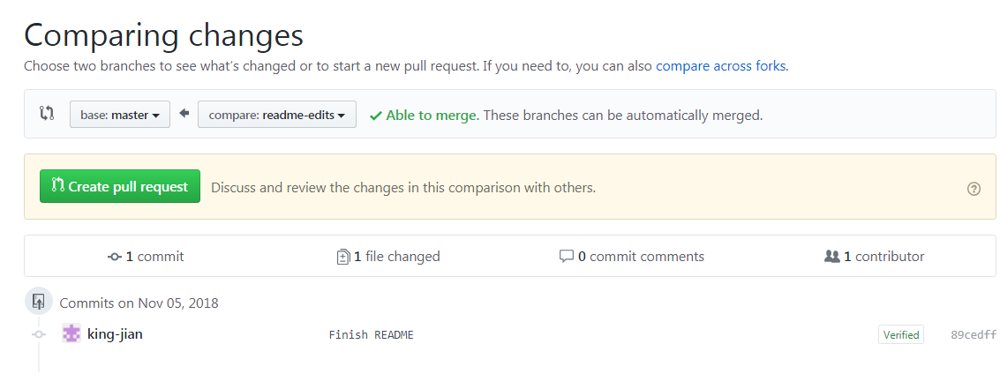 Comparing changes
Choose two branches to see what's changed or to start a new pull request. If you need to, you can also compare across forks.
base: master compare: readme-edits Able to merge. These branches can be automatically merged.
Create pull request Discuss and review the changes in this comparison with others.
1 commit 1 file changed 0 commit comments 1 contributor
Commits on Nov 05, 2018
king-jian Finish README Verified 89cedff